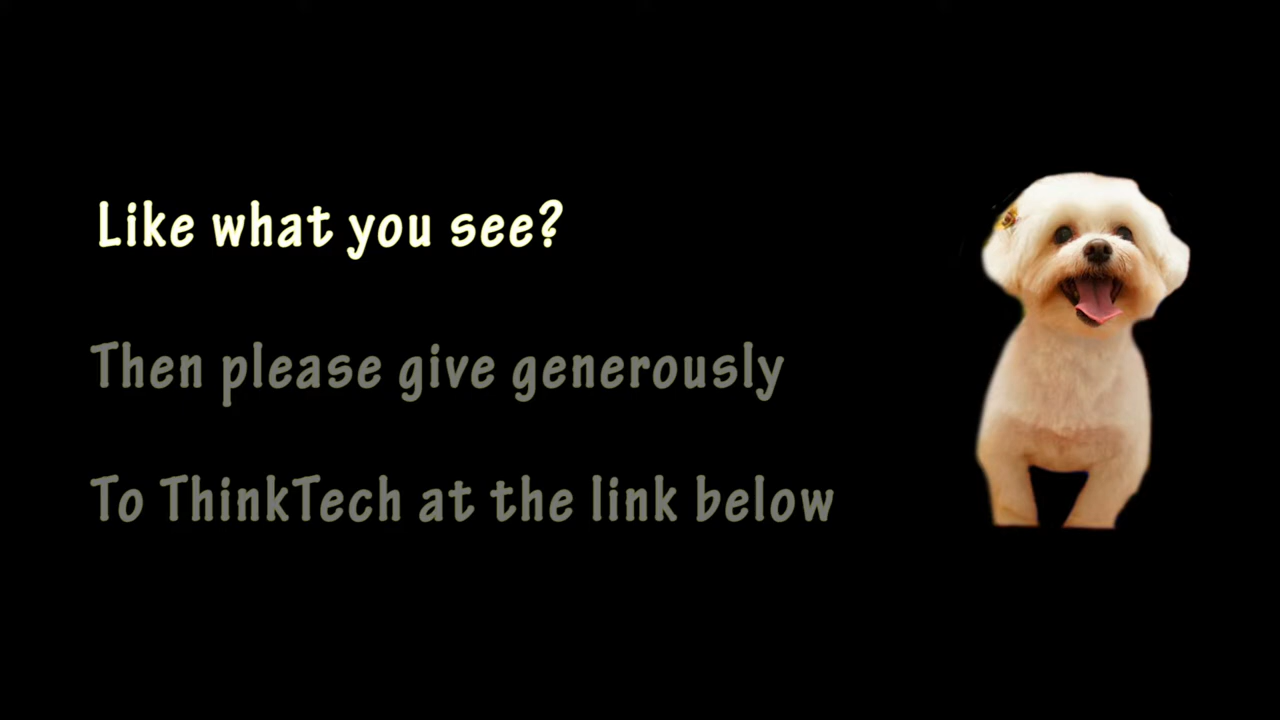 Like what you see?
Then please give generously
To ThinkTech at the link below